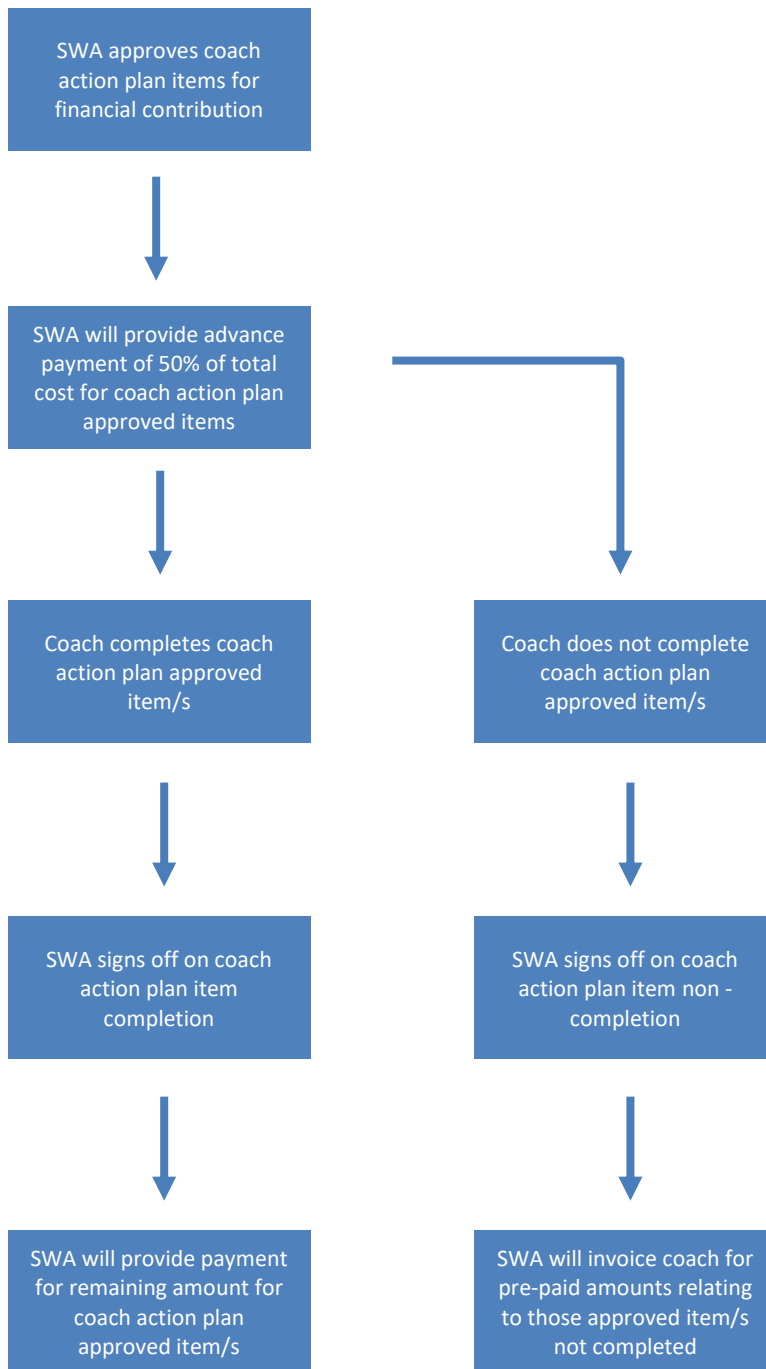 SWA approves coach
action plan items for
financial contribution
SWA will provide advance
payment of 50% of total
cost for coach action plan
approved items
Coach completes coach
action plan approved
item/s
Coach does not complete
coach action plan
approved item/s
SWA signs off on coach
action plan item
completion
SWA signs off on coach
action plan item non -
completion
SWA will provide payment
for remaining amount for
coach action plan
approved item/s
SWA will invoice coach for
pre-paid amounts relating
to those approved item/s
not completed